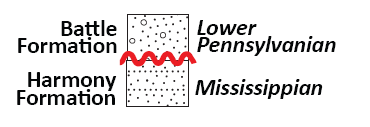 Battle
Formation
Lower
Pennsylvanian
Harmony
Formation
Mississippian